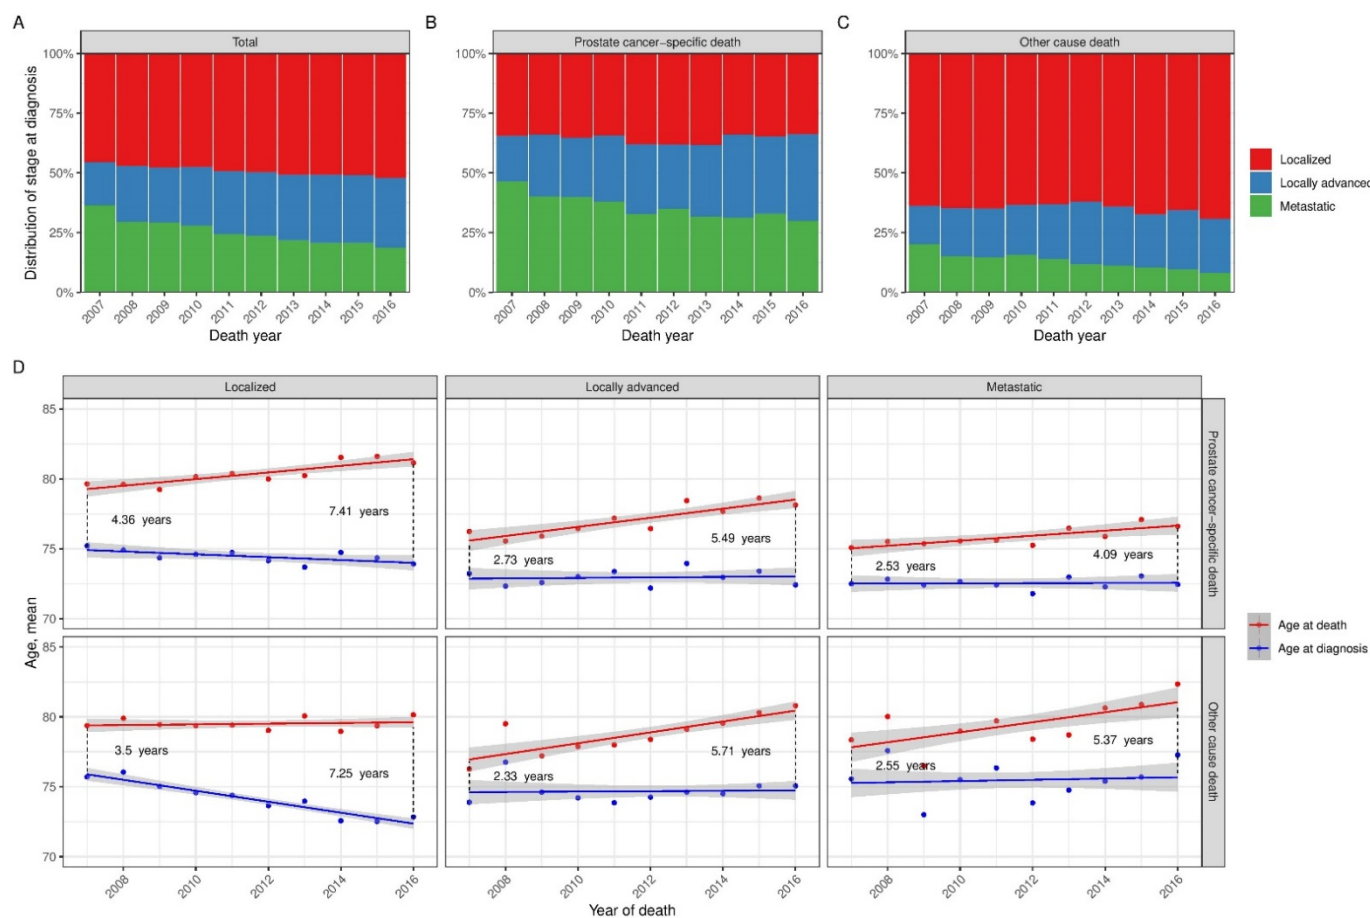 A
B
C
Total
Prostate cancer-specific death
Other cause death
Distribution of stage at diagnosis
100%
75%
50%
25%
0%
100%
75%
50%
25%
0%
100%
75%
50%
25%
0%
2007 2008 2009 2010 2011 2012 2013 2014 2015 2016
2007 2008 2009 2010 2011 2012 2013 2014 2015 2016
2007 2008 2009 2010 2011 2012 2013 2014 2015 2016
Death year
Death year
Death year
Localized
Locally advanced
Metastatic
D
Localized
Locally advanced
Metastatic
Age, mean
85
80
75
70
4.36 years
7.41 years
2.73 years
5.49 years
2.53 years
4.09 years
Prostate cancer-specific death
85
80
75
70
3.5 years
7.25 years
2.33 years
5.71 years
2.55 years
5.37 years
Other cause death
2008 2010 2012 2014 2016
2008 2010 2012 2014 2016
2008 2010 2012 2014 2016
Year of death
Age at death
Age at diagnosis